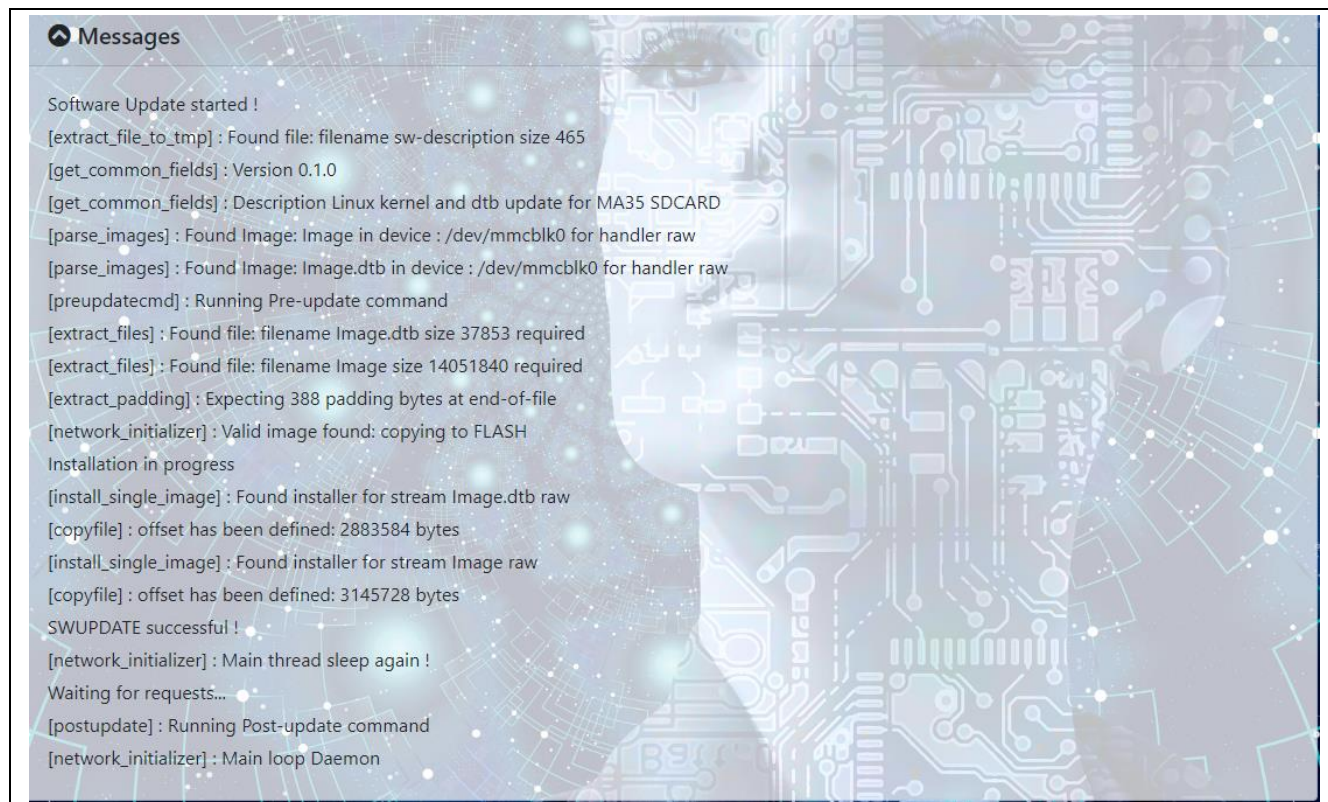 Messages
Software Update started !
[extract_file_to_tmp] : Found file: filename sw-description size 465
[get_common_fields] : Version 0.1.0
[get_common_fields] : Description Linux kernel and dtb update for MA35 SDCARD
[parse_images] : Found Image: Image in device : /dev/mmcblk0 for handler raw
[parse_images] : Found Image: Image.dtb in device : /dev/mmcblk0 for handler raw
[preupdatecmd] : Running Pre-update command
[extract_files] : Found file: filename Image.dtb size 37853 required
[extract_files] : Found file: filename Image size 14051840 required
[extract_padding] : Expecting 388 padding bytes at end-of-file
[network_initializer] : Valid image found: copying to FLASH
Installation in progress
[install_single_image] : Found installer for stream Image.dtb raw
[copyfile] : offset has been defined: 2883584 bytes
[install_single_image] : Found installer for stream Image raw
[copyfile] : offset has been defined: 3145728 bytes
SWUPDATE successful !
[network_initializer] : Main thread sleep again !
Waiting for requests...
[postupdate] : Running Post-update command
[network_initializer] : Main loop Daemon